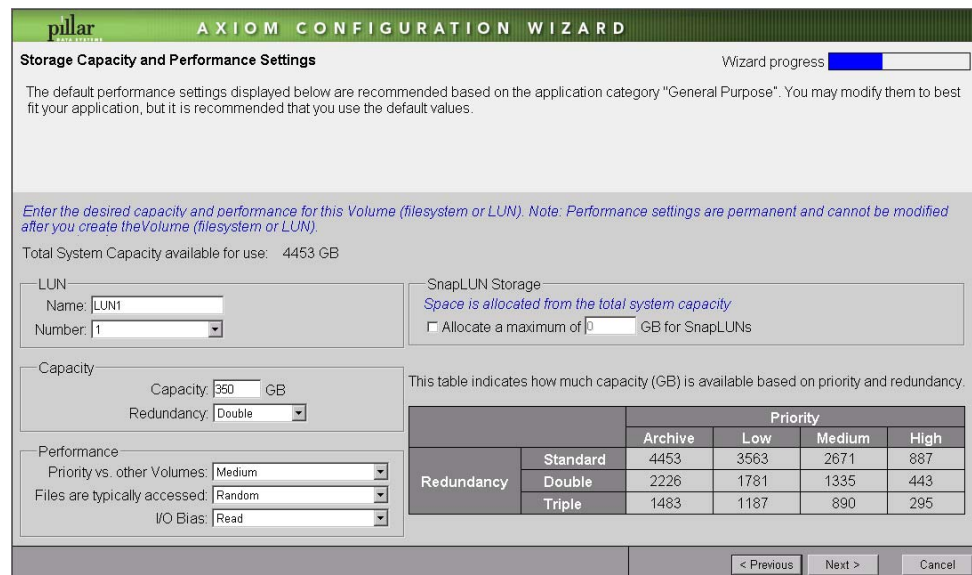 pillar
DATA SYSTEMS
AXIOM CONFIGURATION WIZARD
Storage Capacity and Performance Settings
Wizard progress
The default performance settings displayed below are recommended based on the application category "General Purpose". You may modify them to best
fit your application, but it is recommended that you use the default values.
Enter the desired capacity and performance for this Volume (filesystem or LUN). Note: Performance settings are permanent and cannot be modified
after you create theVolume (filesystem or LUN).
Total System Capacity available for use: 4453 GB
LUN
Name: LUN1
Number: 1
SnapLUN Storage
Space is allocated from the total system capacity
Allocate a maximum of 0 GB for SnapLUNs
Capacity
Capacity: 350 GB
Redundancy: Double
Performance
Priority vs. other Volumes: Medium
Files are typically accessed: Random
I/O Bias: Read
This table indicates how much capacity (GB) is available based on priority and redundancy.
Priority
Archive Low Medium High
Redundancy
Standard 4453 3563 2671 887
Double 2226 1781 1335 443
Triple 1483 1187 890 295
< Previous Next > Cancel